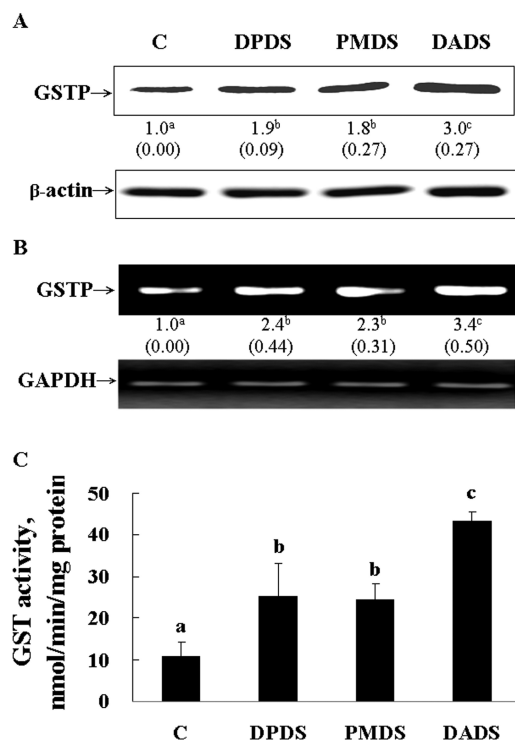 A
C DPDS PMDS DADS
GSTP→
1.0ᵃ 1.9ᵇ 1.8ᵇ 3.0ᶜ
(0.00) (0.09) (0.27) (0.27)
β-actin→
B
GSTP→
1.0ᵃ 2.4ᵇ 2.3ᵇ 3.4ᶜ
(0.00) (0.44) (0.31) (0.50)
GAPDH→
C
GST activity,
nmol/min/mg protein
50
40
30
20
10
0
a b b c
C DPDS PMDS DADS